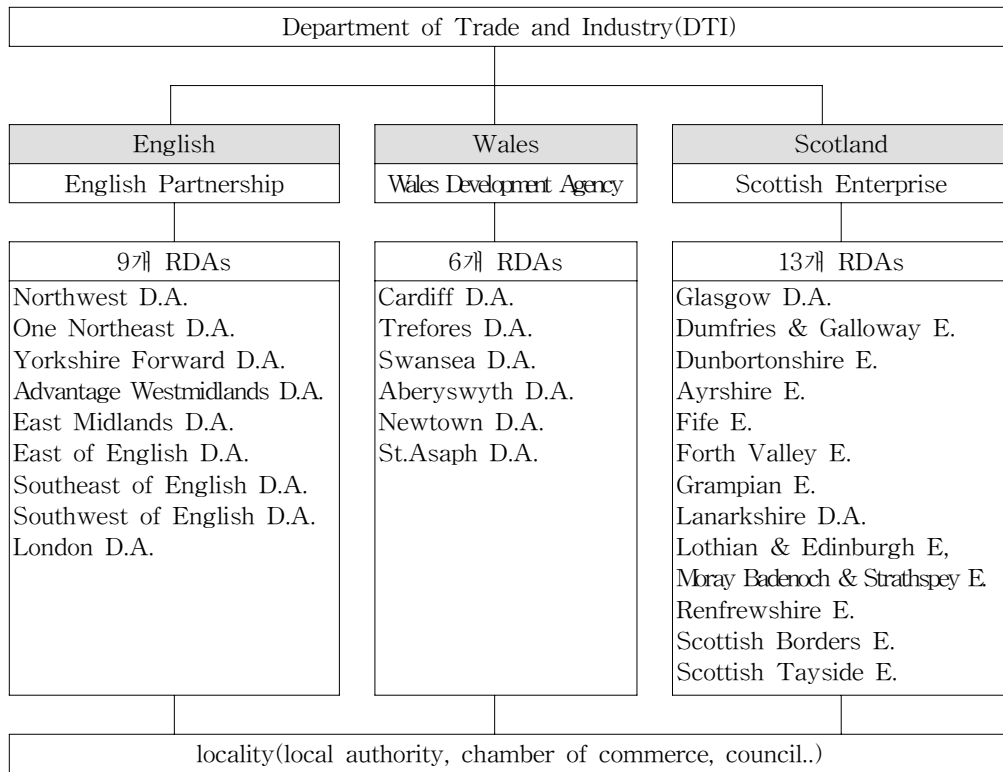 Department of Trade and Industry(DTI)
English
English Partnership
9개 RDAs
Northwest D.A.
One Northeast D.A.
Yorkshire Forward D.A.
Advantage Westmidlands D.A.
East Midlands D.A.
East of English D.A.
Southeast of English D.A.
Southwest of English D.A.
London D.A.
Wales
Wales Development Agency
6개 RDAs
Cardiff D.A.
Trefores D.A.
Swansea D.A.
Aberyswyth D.A.
Newtown D.A.
St.Asaph D.A.
Scotland
Scottish Enterprise
13개 RDAs
Glasgow D.A.
Dumfries & Galloway E.
Dunbortonshire E.
Ayrshire E.
Fife E.
Forth Valley E.
Grampian E.
Lanarkshire D.A.
Lothian & Edinburgh E,
Moray Badenoch & Strathspey E.
Renfrewshire E.
Scottish Borders E.
Scottish Tayside E.
locality(local authority, chamber of commerce, council..)